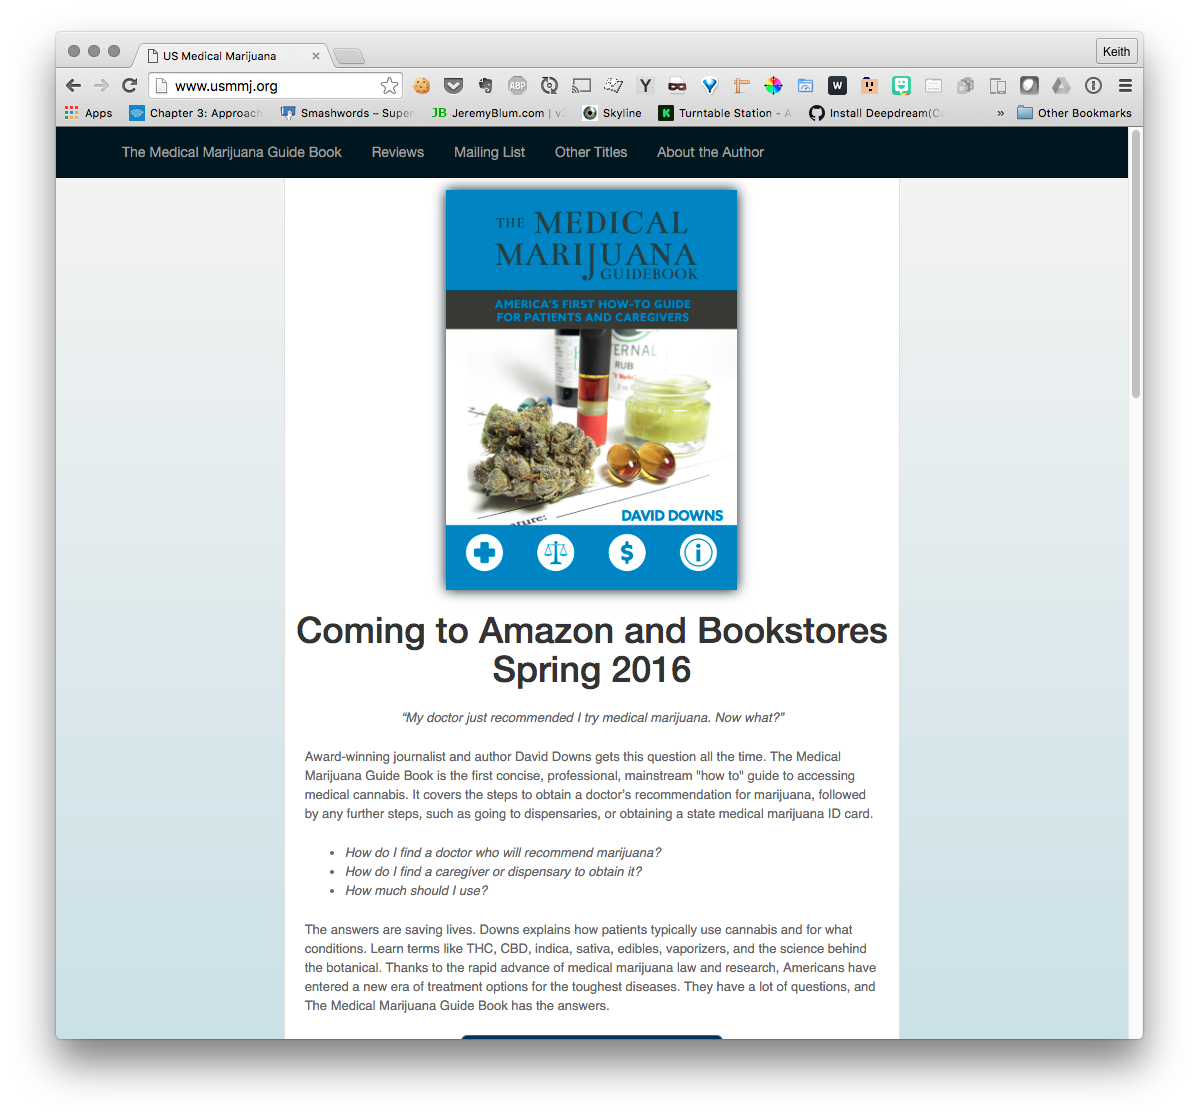 US Medical Marijuana
Keith
www.usmmj.org
ABP
Y
W
Apps
Chapter 3: Approach
Smashwords – Super
JB JeremyBlum.com | v
K
Skyline
Turntable Station - A
Install Deepdream(Ca
»
Other Bookmarks
The Medical Marijuana Guide Book
Reviews
Mailing List
Other Titles
About the Author
THE MEDICAL
MARIJUANA
GUIDEBOOK
AMERICA'S FIRST HOW-TO GUIDE
FOR PATIENTS AND CAREGIVERS
TERNAL
RUB
ature:
DAVID DOWNS
$
i
Coming to Amazon and Bookstores
Spring 2016
“My doctor just recommended I try medical marijuana. Now what?”
Award-winning journalist and author David Downs gets this question all the time. The Medical
Marijuana Guide Book is the first concise, professional, mainstream "how to" guide to accessing
medical cannabis. It covers the steps to obtain a doctor's recommendation for marijuana, followed
by any further steps, such as going to dispensaries, or obtaining a state medical marijuana ID card.
• How do I find a doctor who will recommend marijuana?
• How do I find a caregiver or dispensary to obtain it?
• How much should I use?
The answers are saving lives. Downs explains how patients typically use cannabis and for what
conditions. Learn terms like THC, CBD, indica, sativa, edibles, vaporizers, and the science behind
the botanical. Thanks to the rapid advance of medical marijuana law and research, Americans have
entered a new era of treatment options for the toughest diseases. They have a lot of questions, and
The Medical Marijuana Guide Book has the answers.